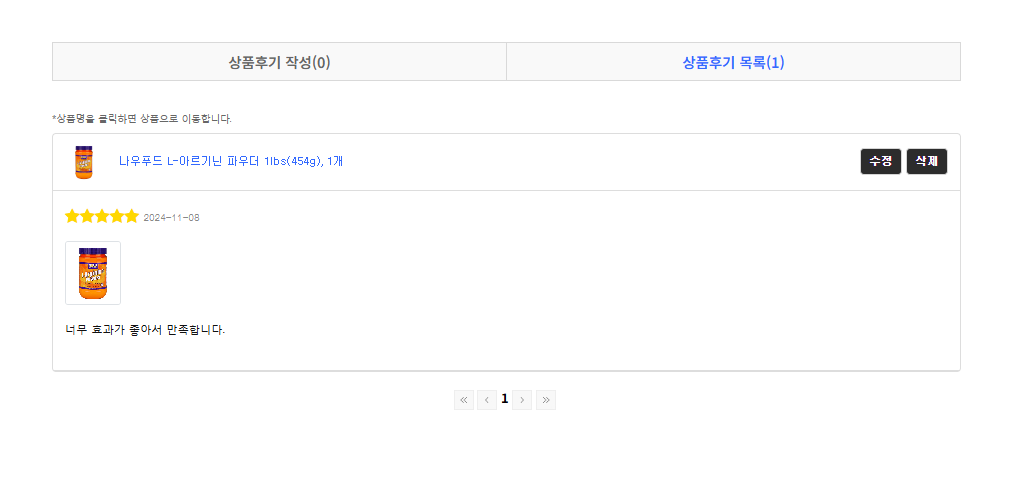 상품후기 작성(0)
상품후기 목록(1)
*상품명을 클릭하면 상품으로 이동합니다.
나우푸드 L-아르기닌 파우더 1lbs(454g), 1개
수정
삭제
2024-11-08
너무 효과가 좋아서 만족합니다.
« ‹ 1 › »